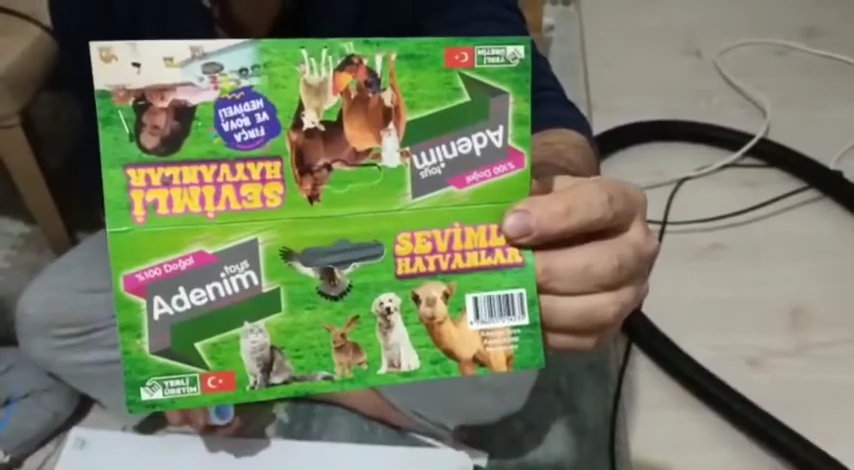 YERLİ
ÜRETİM
%100 Doğal
Adenim
.toys
SEVİMLİ
HAYVANLAR
FIRÇA
VE BOYA
HEDİYELİ
%100 Doğal
Adenim
toys
SEVİML
HAYVANLAR
YERLİ
ÜRETİM